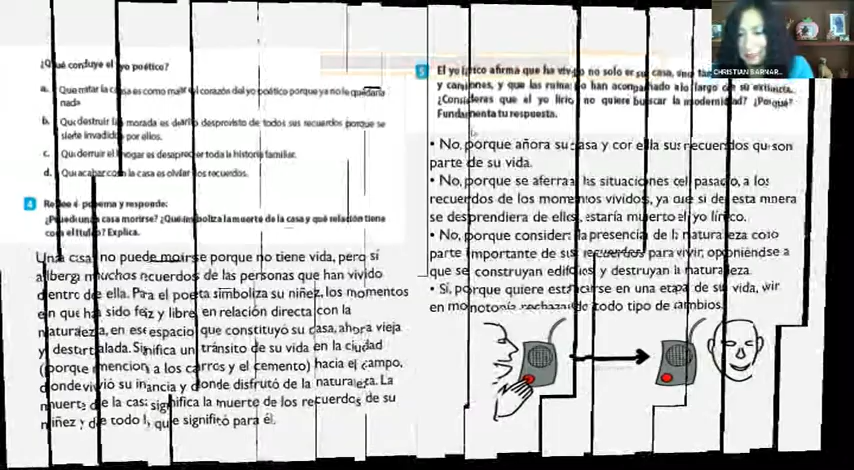 ¿Qué concluye el yo poético?
a. Que matar la casa es como matar el corazón del yo poético porque ya no le quedaría
nada
b. Que destruir la morada es dejarlo desprovisto de todos sus recuerdos porque se
siente invadido por ellos.
c. Que derruir el hogar es desaparecer toda la historia familiar.
d. Que acabar con la casa es olvidar los recuerdos.
4 Relee el poema y responde:
¿Puede una casa morirse? ¿Qué simboliza la muerte de la casa y qué relación tiene
con el título? Explica.
Una casa no puede morirse porque no tiene vida, pero sí
alberga muchos recuerdos de las personas que han vivido
dentro de ella. Para el poeta simboliza su niñez, los momentos
en que ha sido feliz y libre, en relación directa con la
naturaleza, en ese espacio que constituyó su casa, ahora vieja
y destartalada. Significa un tránsito de su vida en la ciudad
(porque menciona a los carros y el cemento) hacia el campo,
donde vivió su infancia y donde disfrutó de la naturaleza. La
muerte de la casa significa la muerte de los recuerdos de su
niñez y de todo lo que significó para él.
5 El yo lírico afirma que ha vivido no solo en su casa, sino
y camiones, y que las ruinas lo han acompañado a lo largo de su existencia.
¿Consideras que el yo lírico no quiere buscar la modernidad? ¿Por qué?
Fundamenta tu respuesta.
• No, porque añora su casa y con ella sus recuerdos que son
parte de su vida.
• No, porque se aferra a las situaciones del pasado, a los
recuerdos de los momentos vividos, ya que si de esta manera
se desprendiera de ellos, estaría muerto el yo lírico.
• No, porque considera la presencia de la naturaleza como
parte importante de sus recuerdos para vivir, oponiéndose a
que se construyan edificios y destruyan la naturaleza.
• Sí, porque quiere estancarse en una etapa de su vida, vivir
en monotonía rechazando todo tipo de cambios.
CHRISTIAN BARNAR...